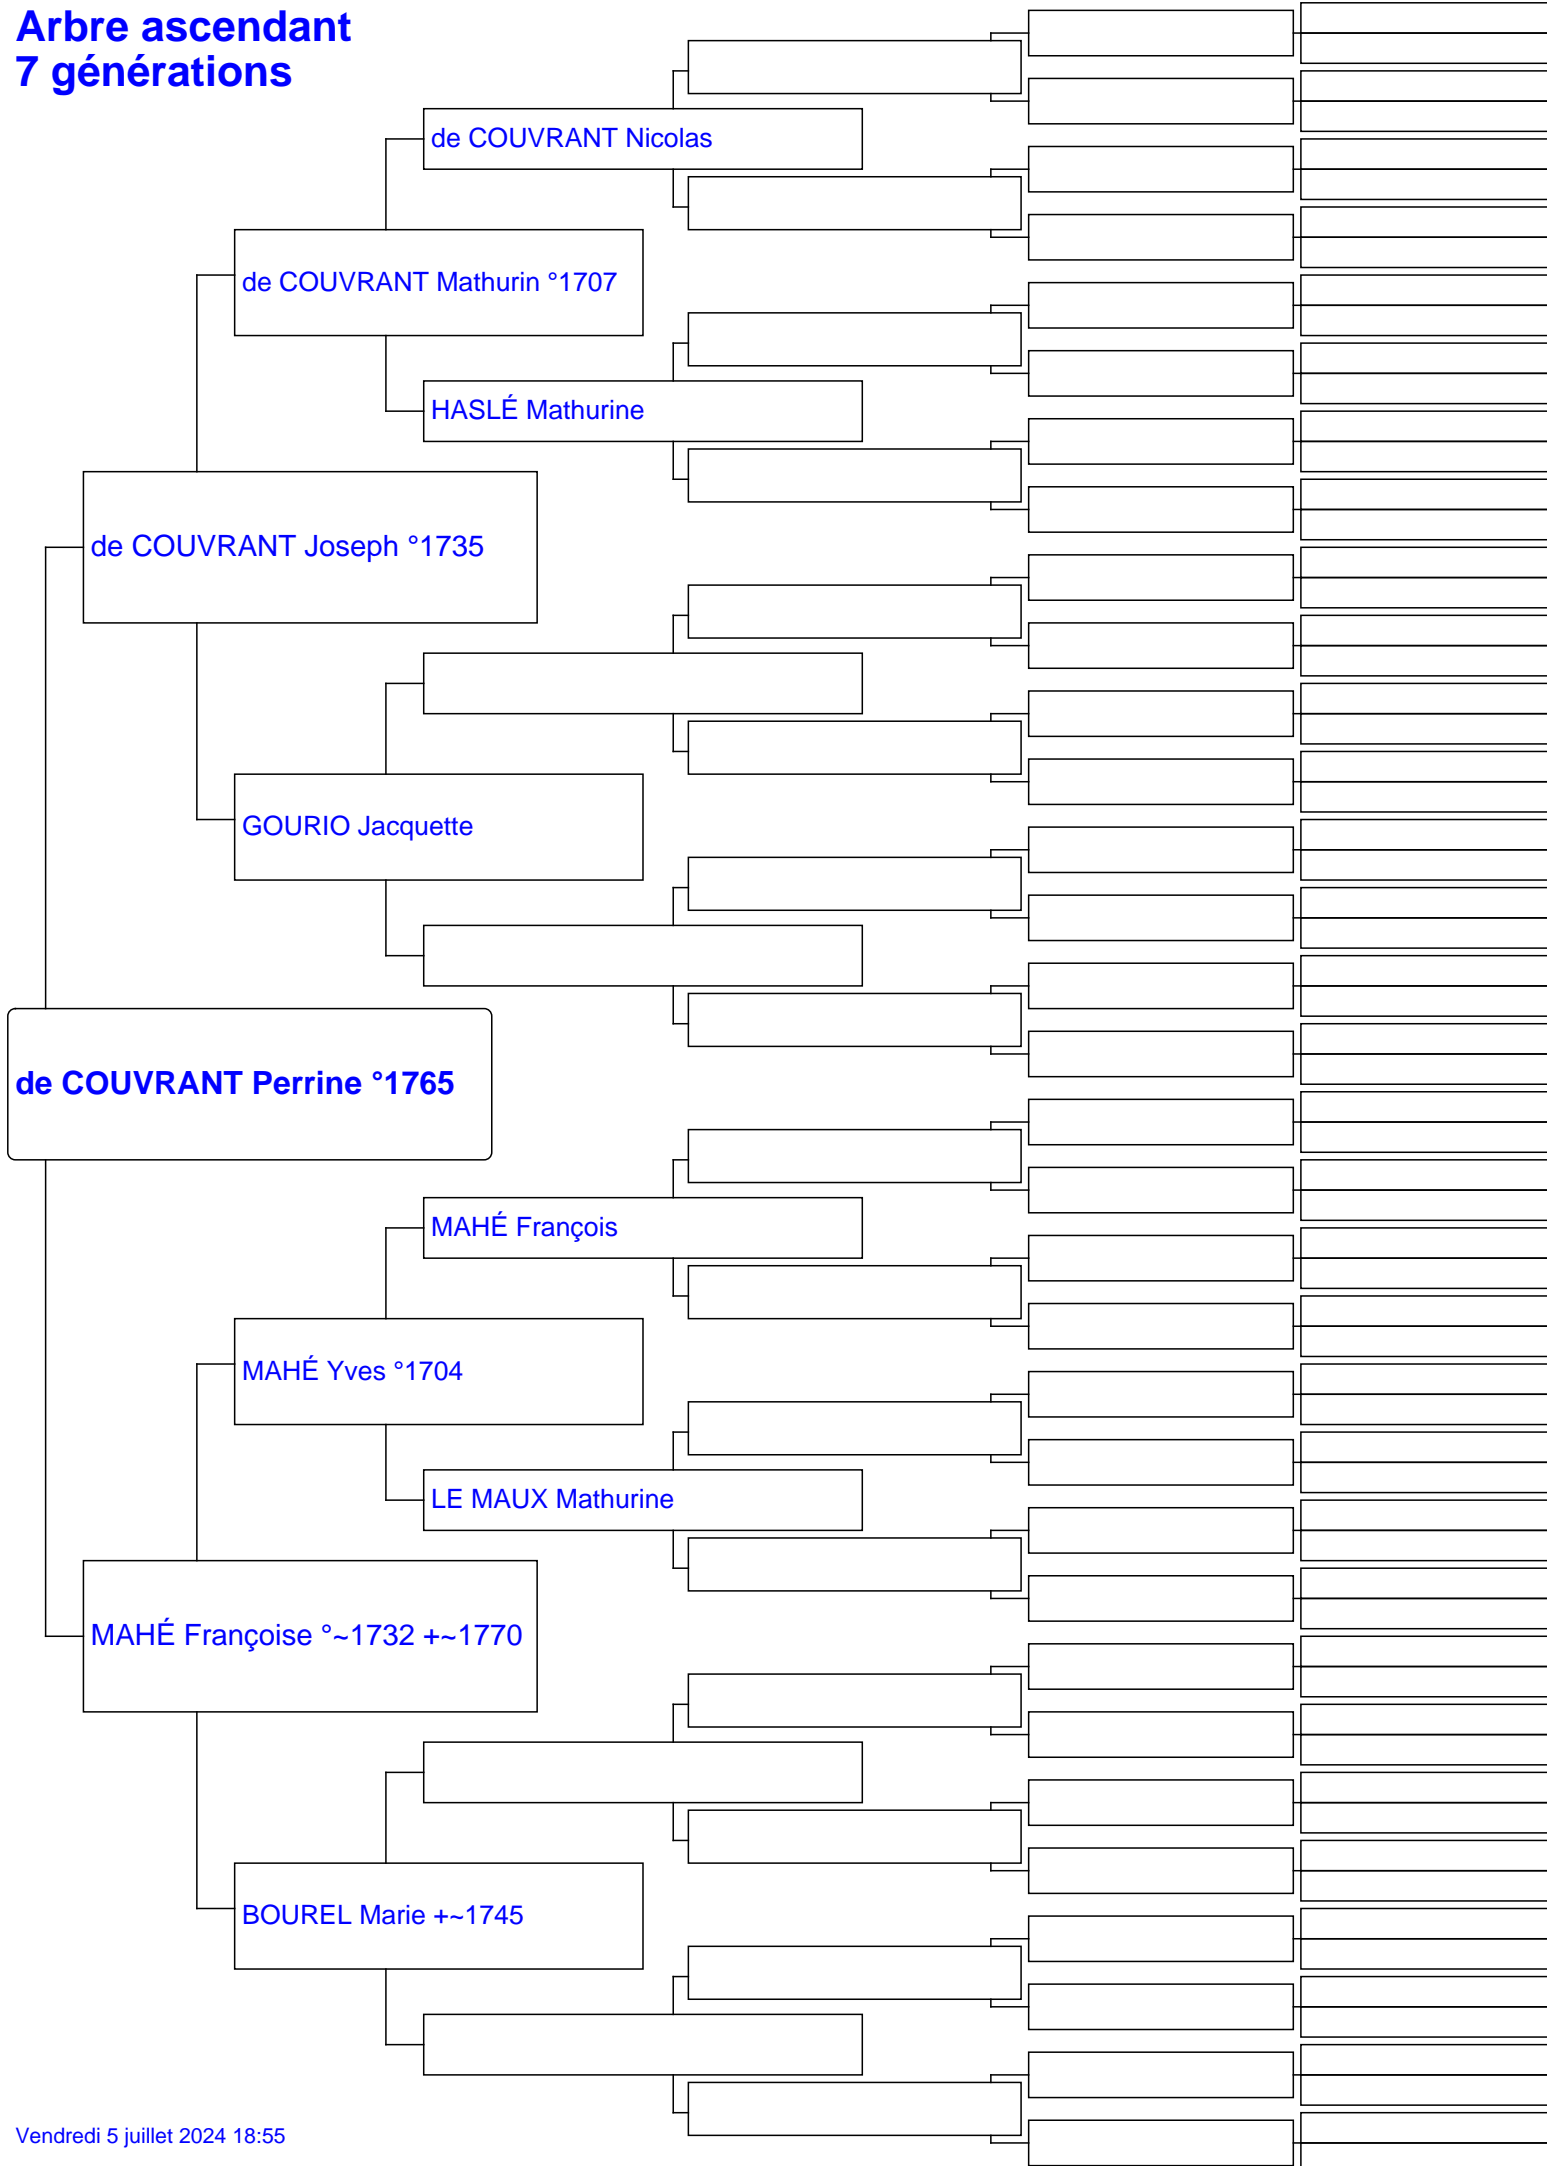 Arbre ascendant
7 générations
de COUVRANT Nicolas
de COUVRANT Mathurin °1707
HASLÉ Mathurine
de COUVRANT Joseph °1735
GOURIO Jacquette
de COUVRANT Perrine °1765
MAHÉ François
MAHÉ Yves °1704
LE MAUX Mathurine
MAHÉ Françoise °~1732 +~1770
BOUREL Marie +~1745
Vendredi 5 juillet 2024 18:55